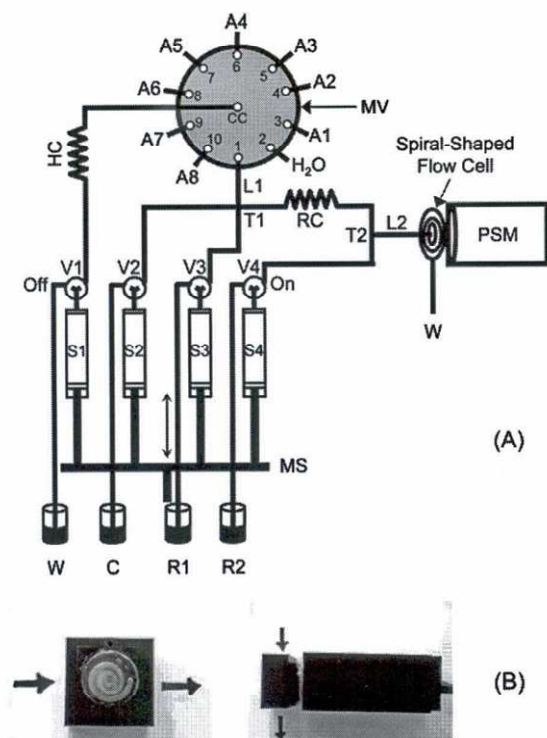 A4
A5
A3
A6
A2
A7
A1
A8
H₂O
6
7
5
8
4
9
3
10
2
1
CC
MV
HC
L1
T1
RC
T2
L2
Spiral-Shaped
Flow Cell
PSM
W
Off
V1
V2
V3
V4
On
S1
S2
S3
S4
MS
(A)
W
C
R1
R2
(B)